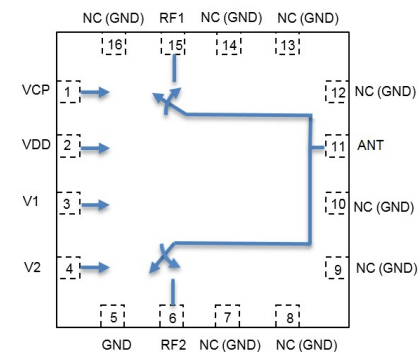 NC (GND) RF1 NC (GND) NC (GND)
16 15 14 13
VCP 1 12 NC (GND)
VDD 2 11 ANT
V1 3 10 NC (GND)
V2 4 9 NC (GND)
5 6 7 8
GND RF2 NC (GND) NC (GND)